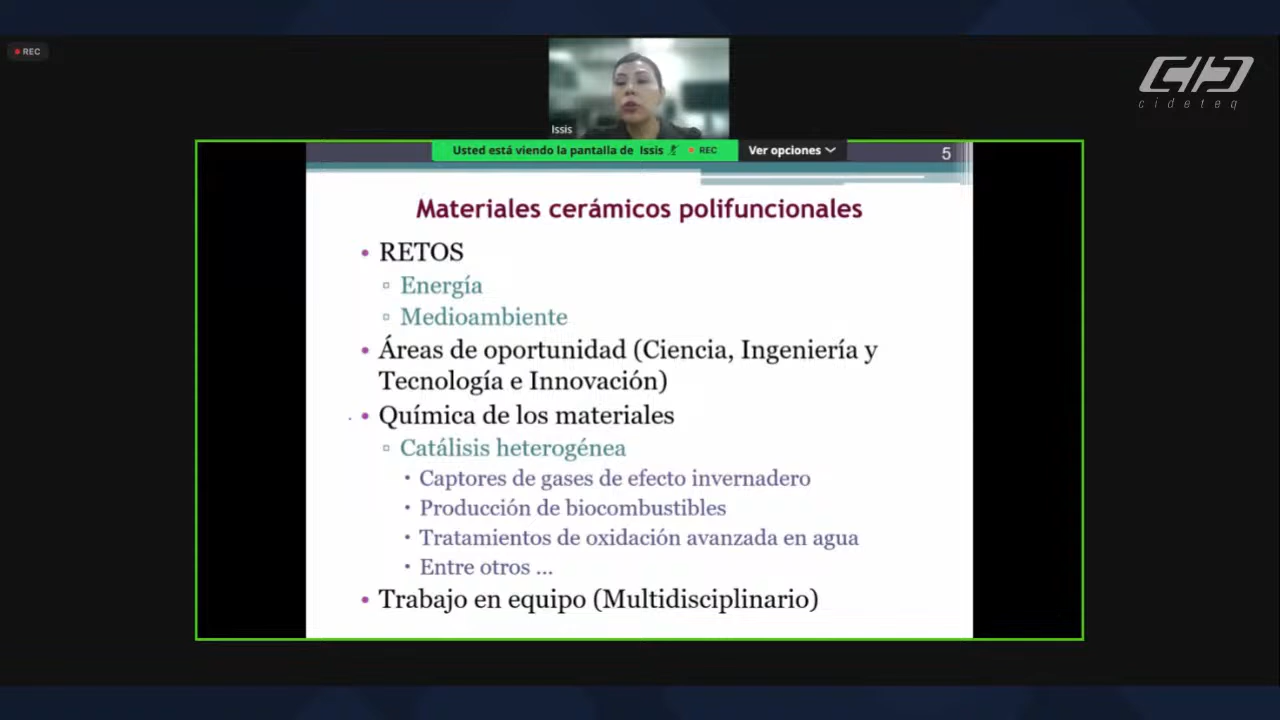 REC
CIDETEQ
cideteq
Issis
Usted está viendo la pantalla de Issis REC Ver opciones
5
Materiales cerámicos polifuncionales
• RETOS
▫ Energía
▫ Medioambiente
• Áreas de oportunidad (Ciencia, Ingeniería y
Tecnología e Innovación)
• Química de los materiales
▫ Catálisis heterogénea
• Captores de gases de efecto invernadero
• Producción de biocombustibles
• Tratamientos de oxidación avanzada en agua
• Entre otros ...
• Trabajo en equipo (Multidisciplinario)